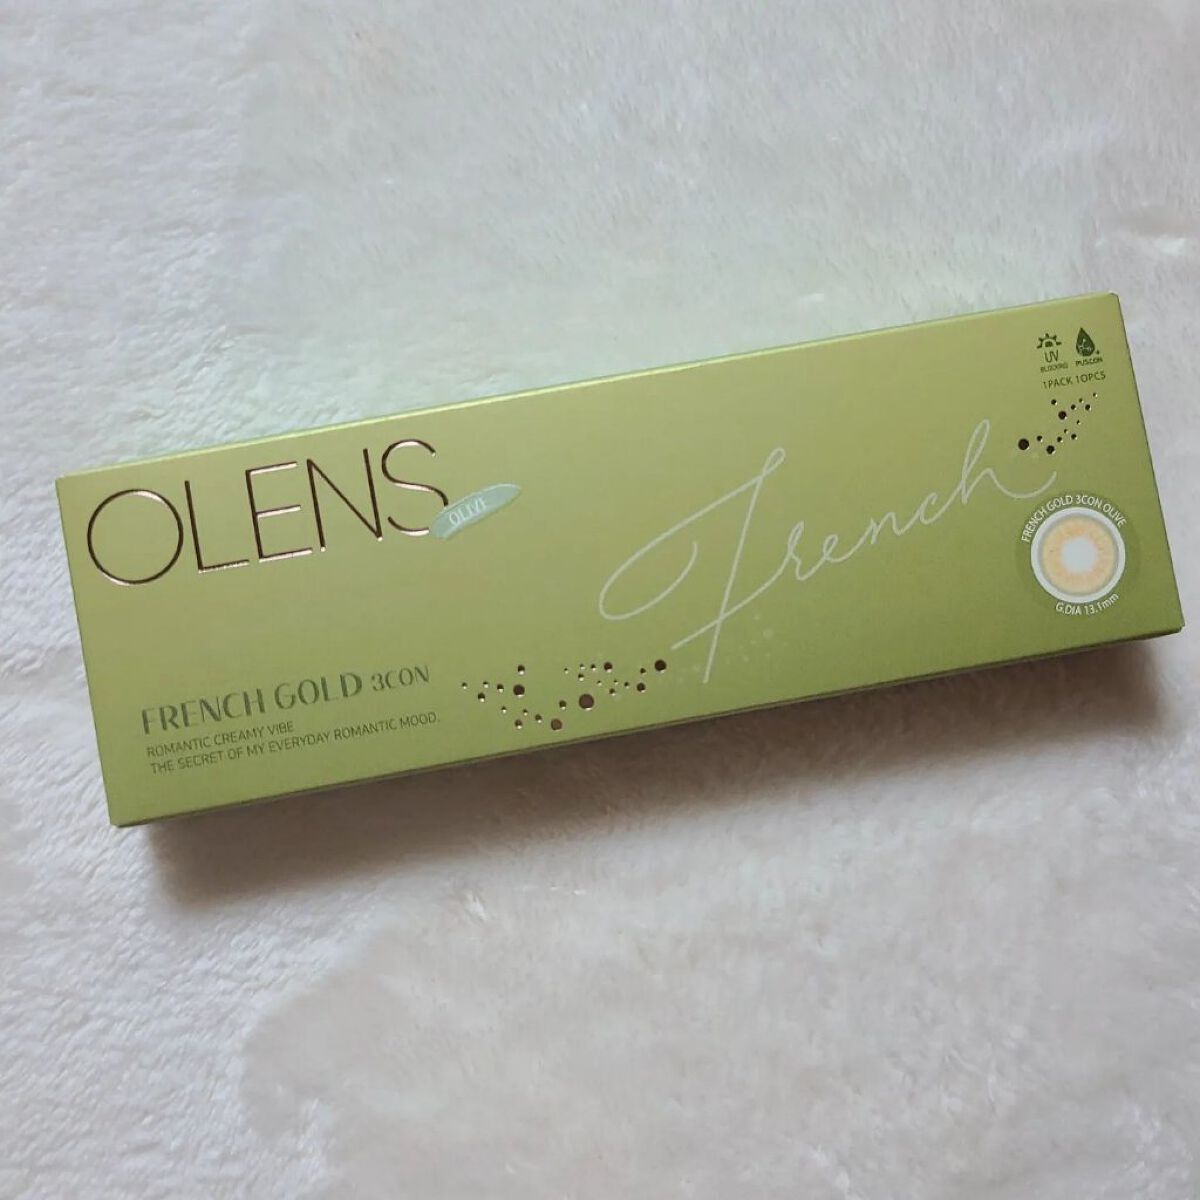 OLENS
OLIVE
FRENCH GOLD 3CON
ROMANTIC CREAMY VIBE
THE SECRET OF MY EVERYDAY ROMANTIC MOOD.
French
UV
BLOCKING
PUSCON
1PACK 10PCS
FRENCH GOLD 3CON OLIVE
G.DIA 13.1mm